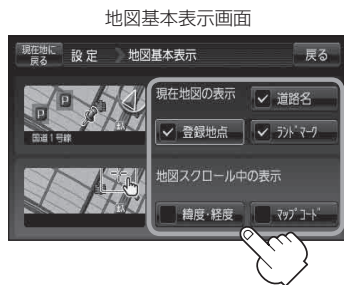 地図基本表示画面
現在地に
戻る
設定
地図基本表示
戻る
現在地図の表示
✔ 道路名
✔ 登録地点
✔ ﾗﾝﾄﾞﾏｰｸ
P
P
国道1号線
地図スクロール中の表示
緯度･経度
ﾏｯﾌﾟｺｰﾄﾞ